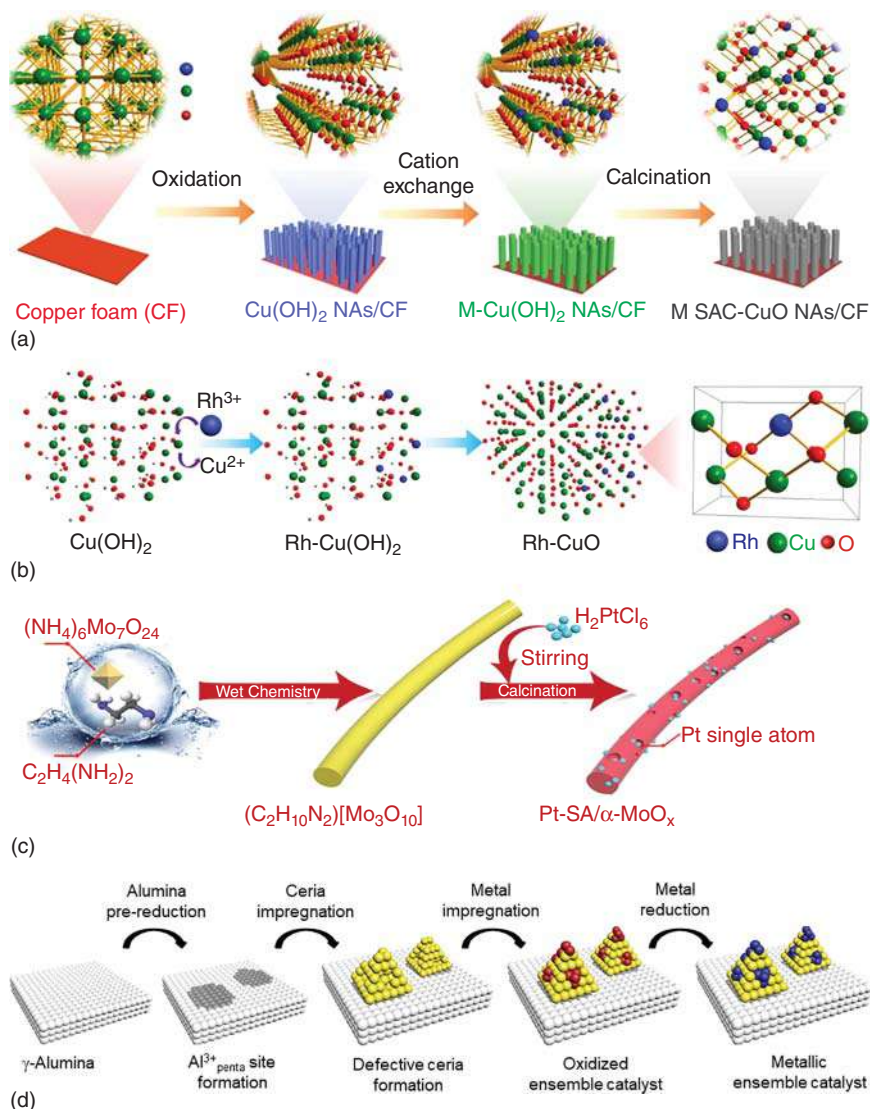 (a)
Oxidation
Cation
exchange
Calcination
Copper foam (CF)
Cu(OH)₂ NAs/CF
M-Cu(OH)₂ NAs/CF
M SAC-CuO NAs/CF
(b)
Rh³⁺
Cu²⁺
Cu(OH)₂
Rh-Cu(OH)₂
Rh-CuO
Rh
Cu
O
(c)
(NH₄)₆Mo₇O₂₄
C₂H₄(NH₂)₂
Wet Chemistry
(C₂H₁₀N₂)[Mo₃O₁₀]
H₂PtCl₆
Stirring
Calcination
Pt single atom
Pt-SA/α-MoOₓ
(d)
Alumina
pre-reduction
Ceria
impregnation
Metal
impregnation
Metal
reduction
γ-Alumina
Al³⁺penta site
formation
Defective ceria
formation
Oxidized
ensemble catalyst
Metallic
ensemble catalyst